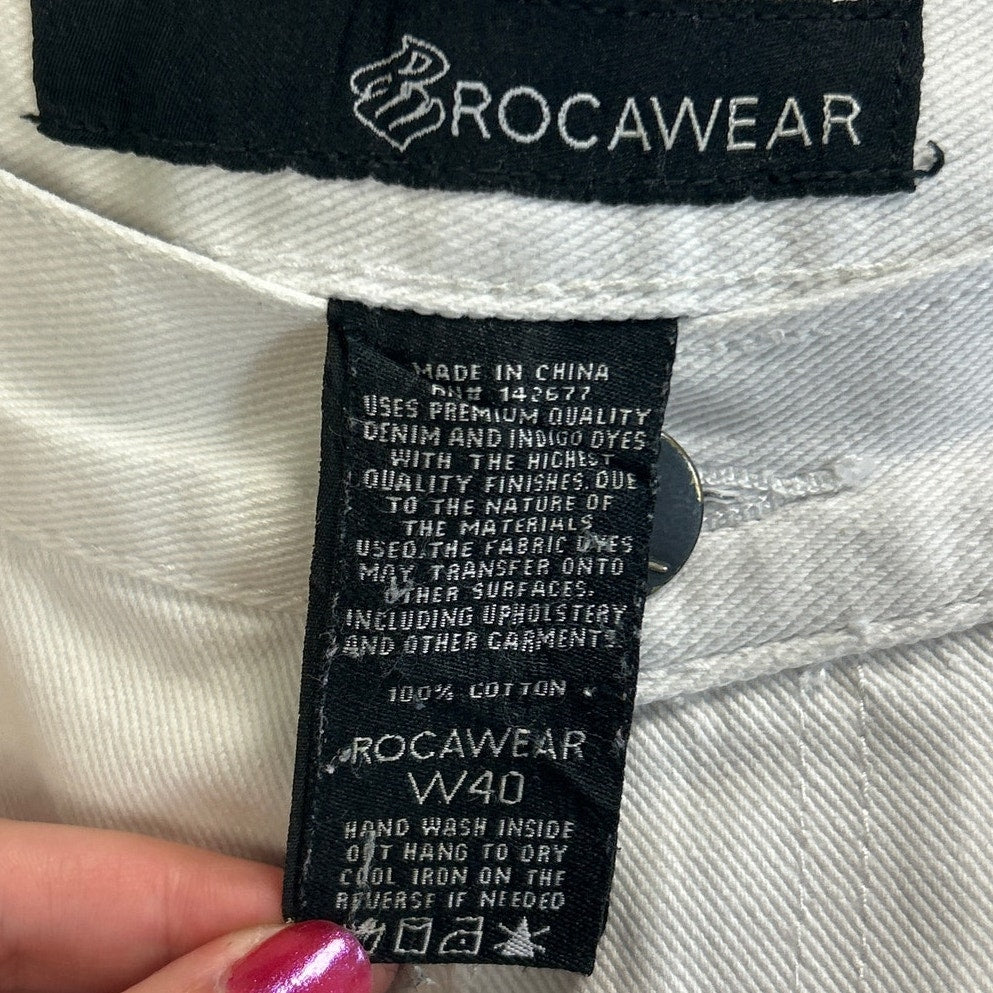 ROCAWEAR
MADE IN CHINA
RN# 142677
USES PREMIUM QUALITY
DENIM AND INDIGO DYES
WITH THE HIGHEST
QUALITY FINISHES. DUE
TO THE NATURE OF
THE MATERIALS
USED, THE FABRIC DYES
MAY TRANSFER ONTO
OTHER SURFACES.
INCLUDING UPHOLSTERY
AND OTHER GARMENTS.
100% COTTON
ROCAWEAR
W40
HAND WASH INSIDE
OUT HANG TO DRY
COOL IRON ON THE
REVERSE IF NEEDED